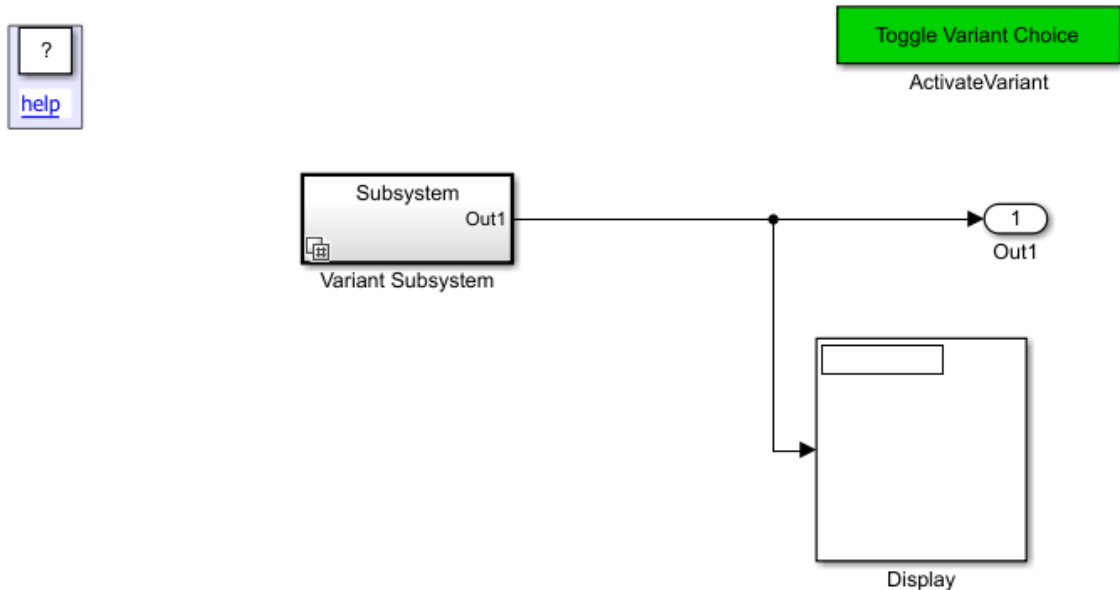 ?
help
Toggle Variant Choice
ActivateVariant
Subsystem
Out1
Variant Subsystem
1
Out1
Display